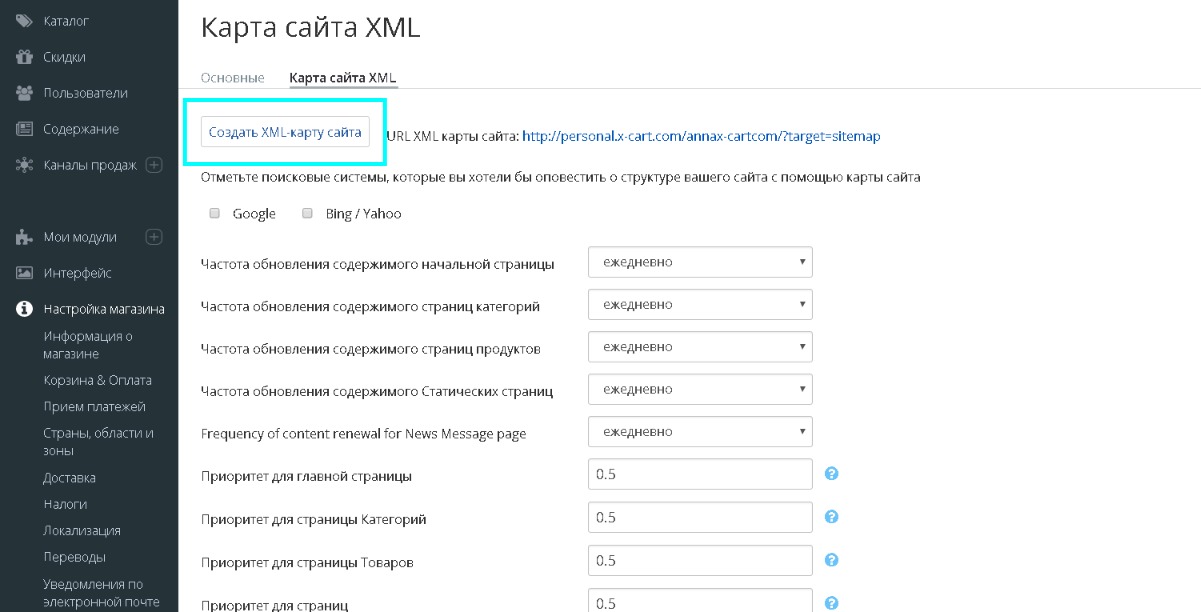 Каталог
Скидки
Пользователи
Содержание
Каналы продаж
Мои модули
Интерфейс
Настройка магазина
Информация о
магазине
Корзина & Оплата
Прием платежей
Страны, области и
зоны
Доставка
Налоги
Локализация
Переводы
Уведомления по
электронной почте
Карта сайта XML
Основные Карта сайта XML
Создать XML-карту сайта URL XML карты сайта: http://personal.x-cart.com/annax-cartcom/?target=sitemap
Отметьте поисковые системы, которые вы хотели бы оповестить о структуре вашего сайта с помощью карты сайта
Google Bing / Yahoo
Частота обновления содержимого начальной страницы ежедневно
Частота обновления содержимого страниц категорий ежедневно
Частота обновления содержимого страниц продуктов ежедневно
Частота обновления содержимого Статических страниц ежедневно
Frequency of content renewal for News Message page ежедневно
Приоритет для главной страницы 0.5
Приоритет для страницы Категорий 0.5
Приоритет для страницы Товаров 0.5
Приоритет для страниц 0.5